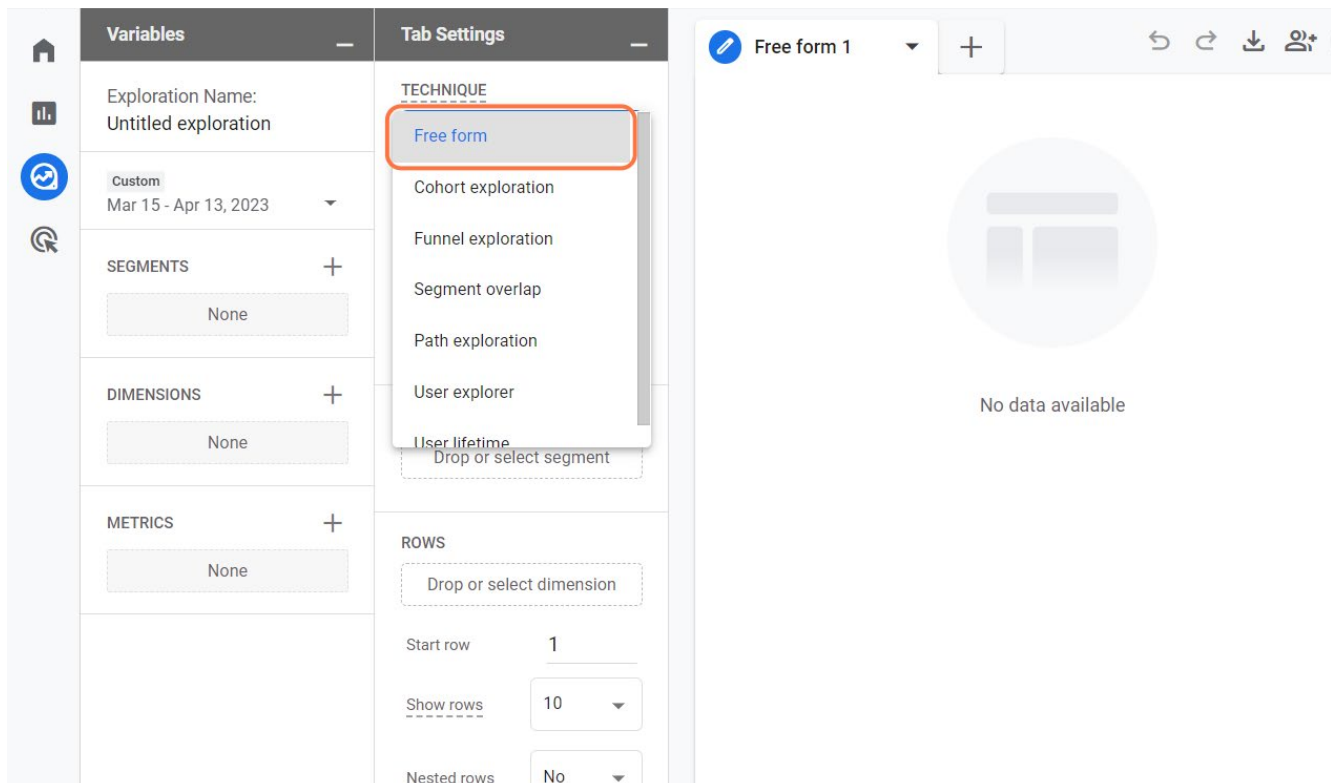 Variables
Exploration Name:
Untitled exploration
Custom
Mar 15 - Apr 13, 2023
SEGMENTS
None
DIMENSIONS
None
METRICS
None
Tab Settings
TECHNIQUE
Free form
Cohort exploration
Funnel exploration
Segment overlap
Path exploration
User explorer
User lifetime
Drop or select segment
ROWS
Drop or select dimension
Start row 1
Show rows 10
Nested rows No
Free form 1
No data available